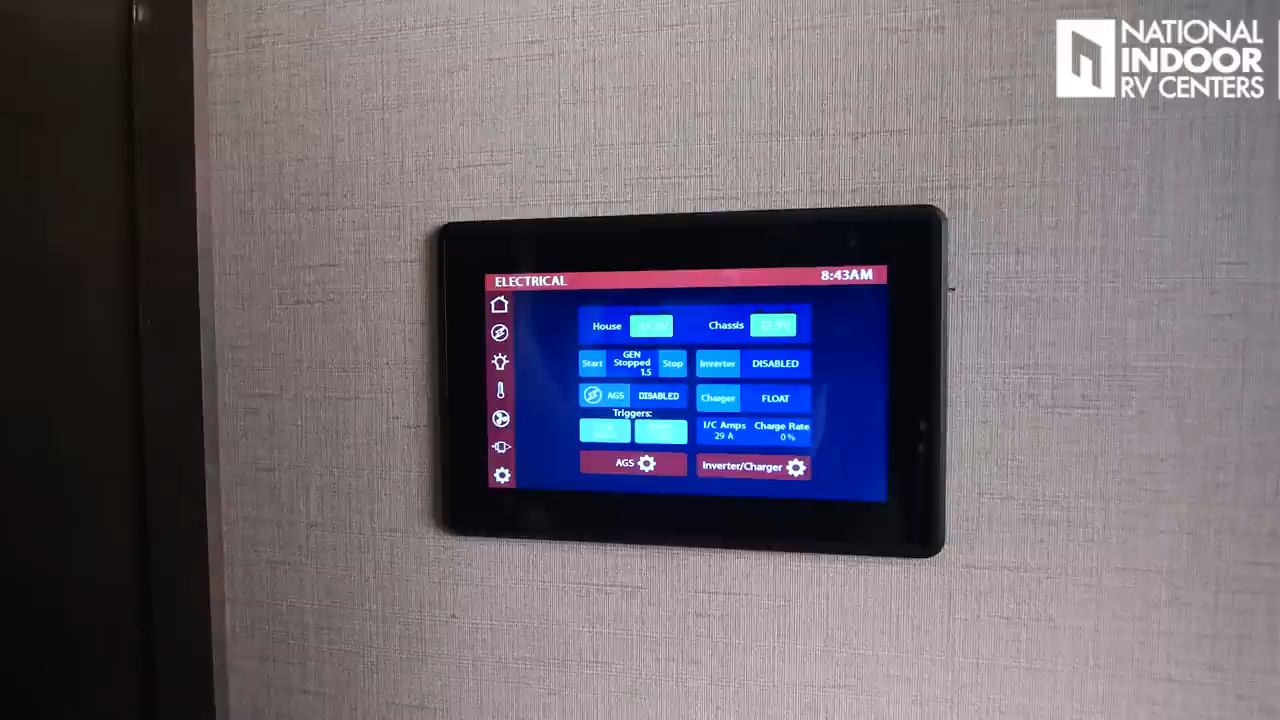 NATIONAL
INDOOR
RV CENTERS
ELECTRICAL 8:43AM
House Chassis
Start GEN Stopped 1.5 Stop Inverter DISABLED
AGS DISABLED Charger FLOAT
Triggers:
I/C Amps Charge Rate
29 A 0 %
AGS Inverter/Charger